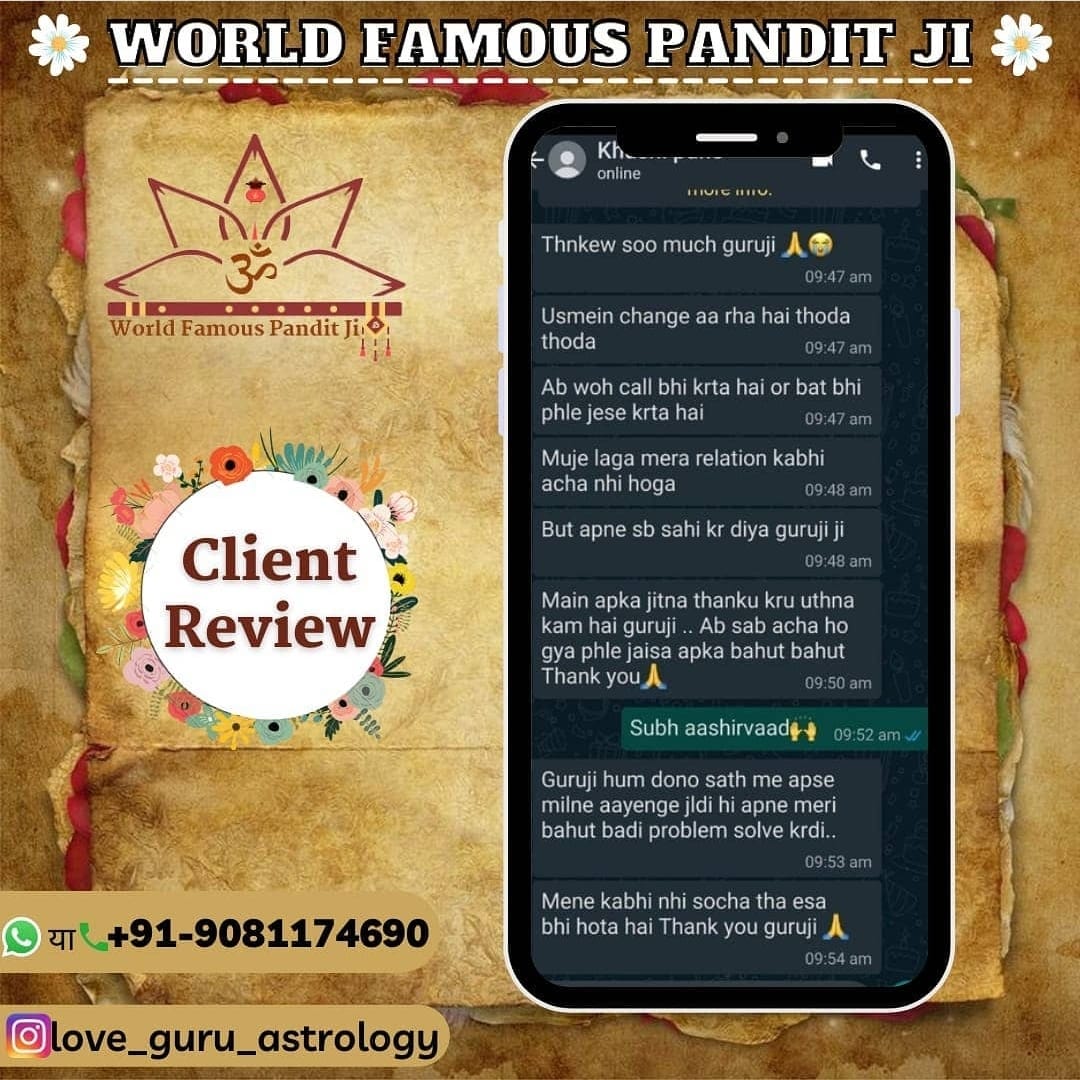 WORLD FAMOUS PANDIT JI
ॐ
World Famous Pandit Ji
Client
Review
online
more info.
Thnkew soo much guruji 🙏😭
09:47 am
Usmein change aa rha hai thoda
thoda
09:47 am
Ab woh call bhi krta hai or bat bhi
phle jese krta hai
09:47 am
Muje laga mera relation kabhi
acha nhi hoga
09:48 am
But apne sb sahi kr diya guruji ji
09:48 am
Main apka jitna thanku kru uthna
kam hai guruji .. Ab sab acha ho
gya phle jaisa apka bahut bahut
Thank you🙏
09:50 am
Subh aashirvaad🙌
09:52 am
Guruji hum dono sath me apse
milne aayenge jldi hi apne meri
bahut badi problem solve krdi..
09:53 am
Mene kabhi nhi socha tha esa
bhi hota hai Thank you guruji 🙏
09:54 am
या +91-9081174690
love_guru_astrology